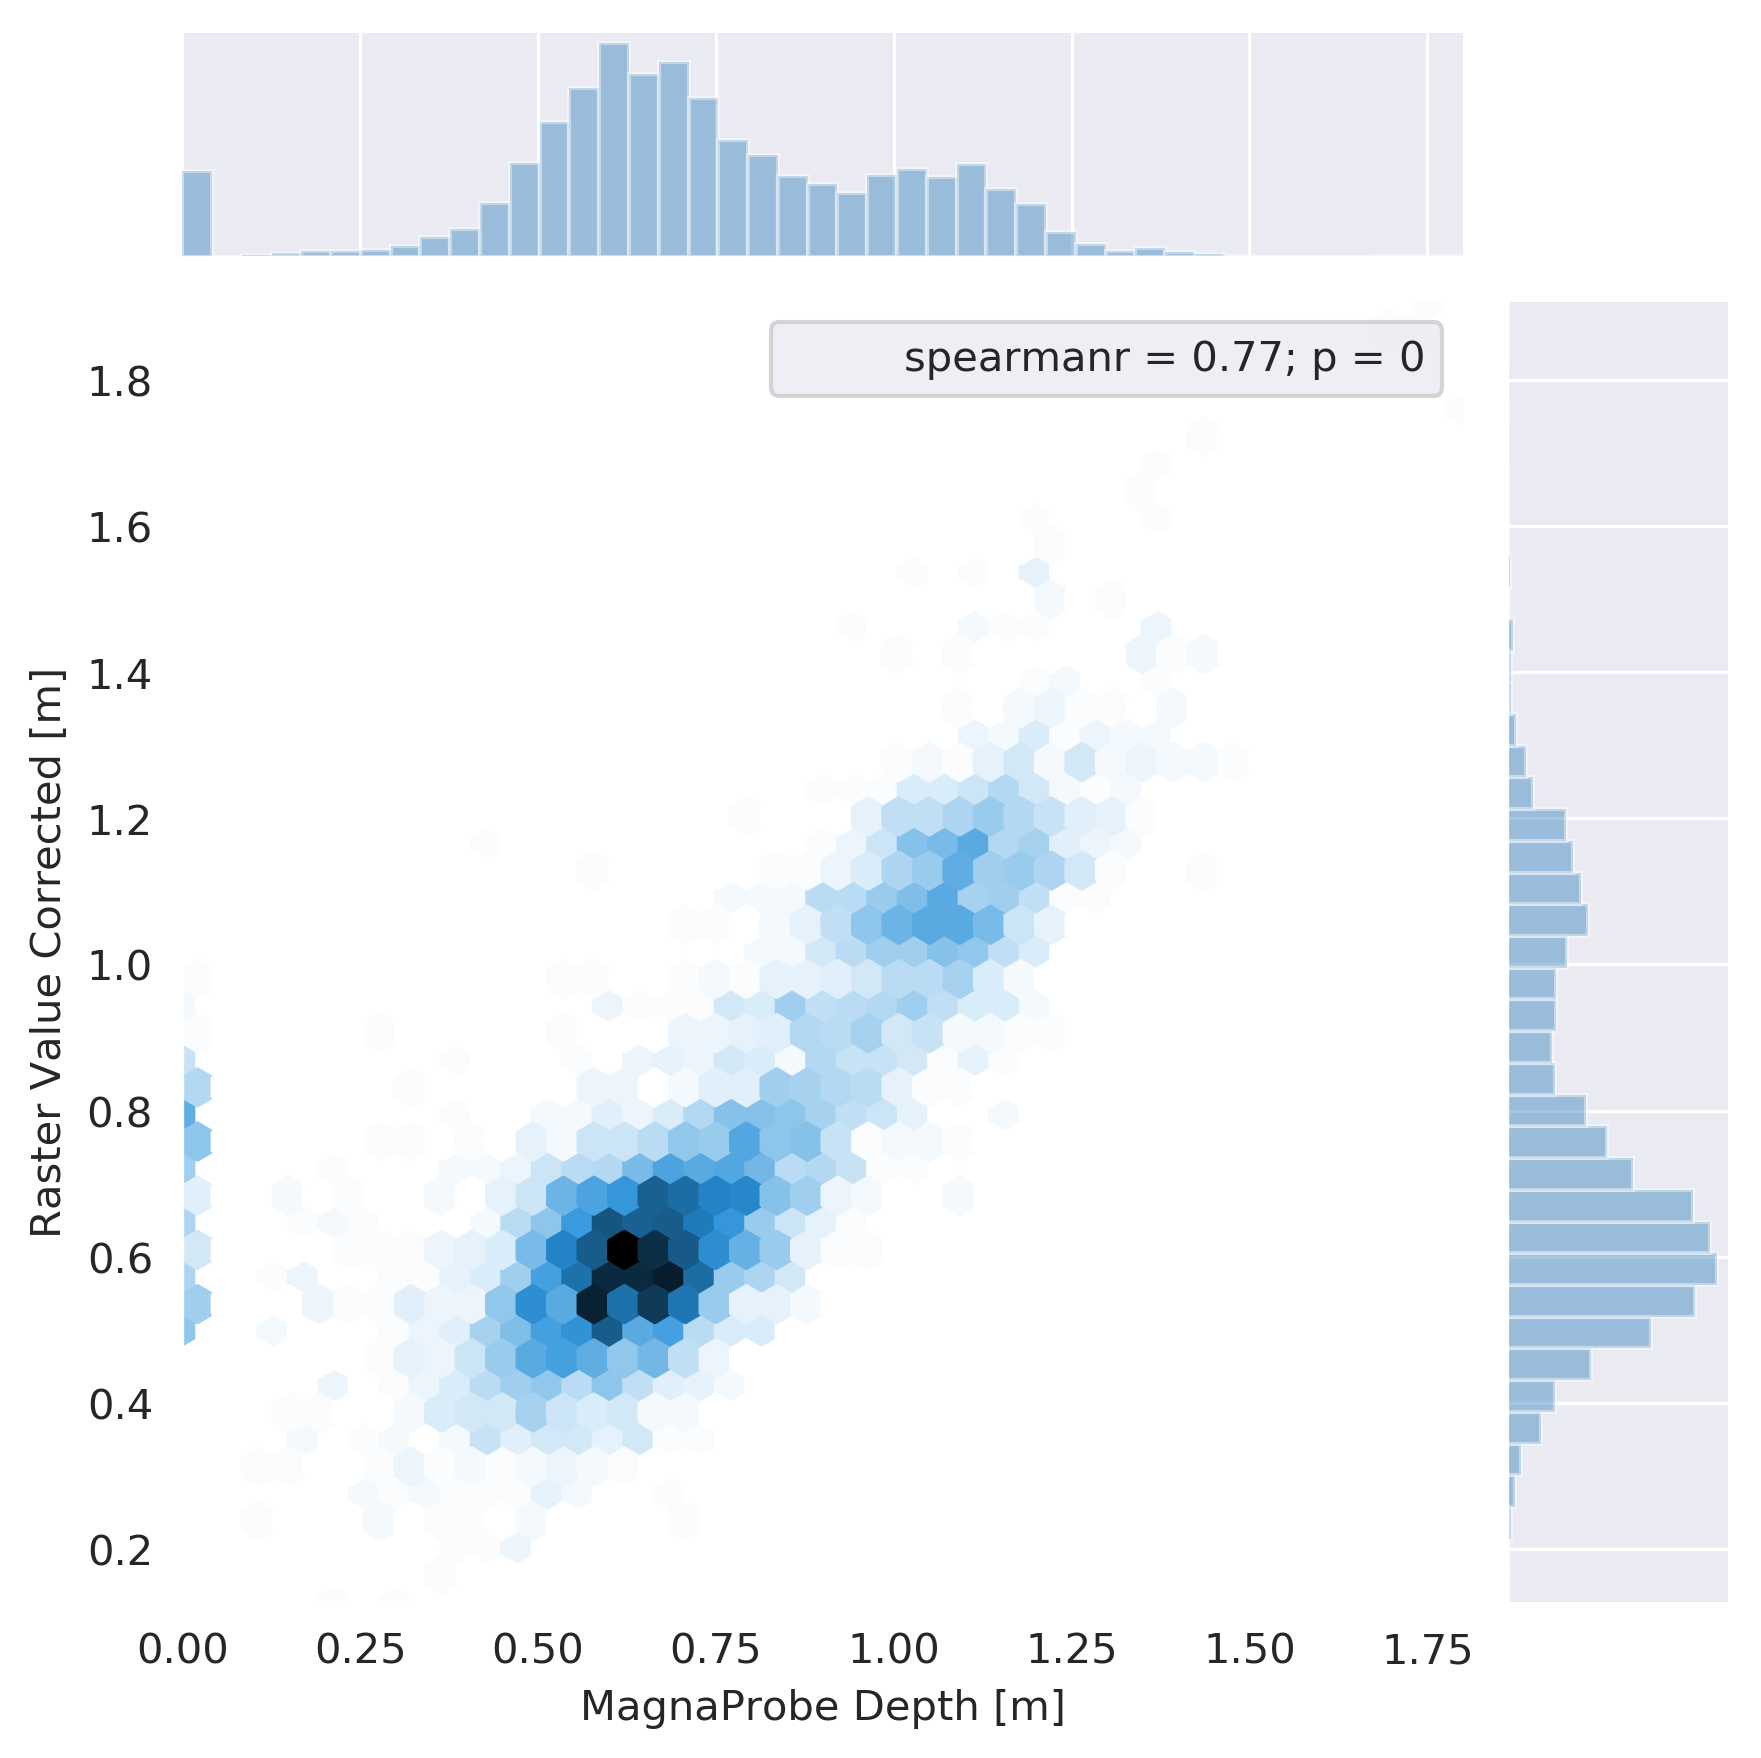 spearmanr = 0.77; p = 0
1.8
1.6
1.4
1.2
1.0
0.8
0.6
0.4
0.2
Raster Value Corrected [m]
0.00 0.25 0.50 0.75 1.00 1.25 1.50 1.75
MagnaProbe Depth [m]